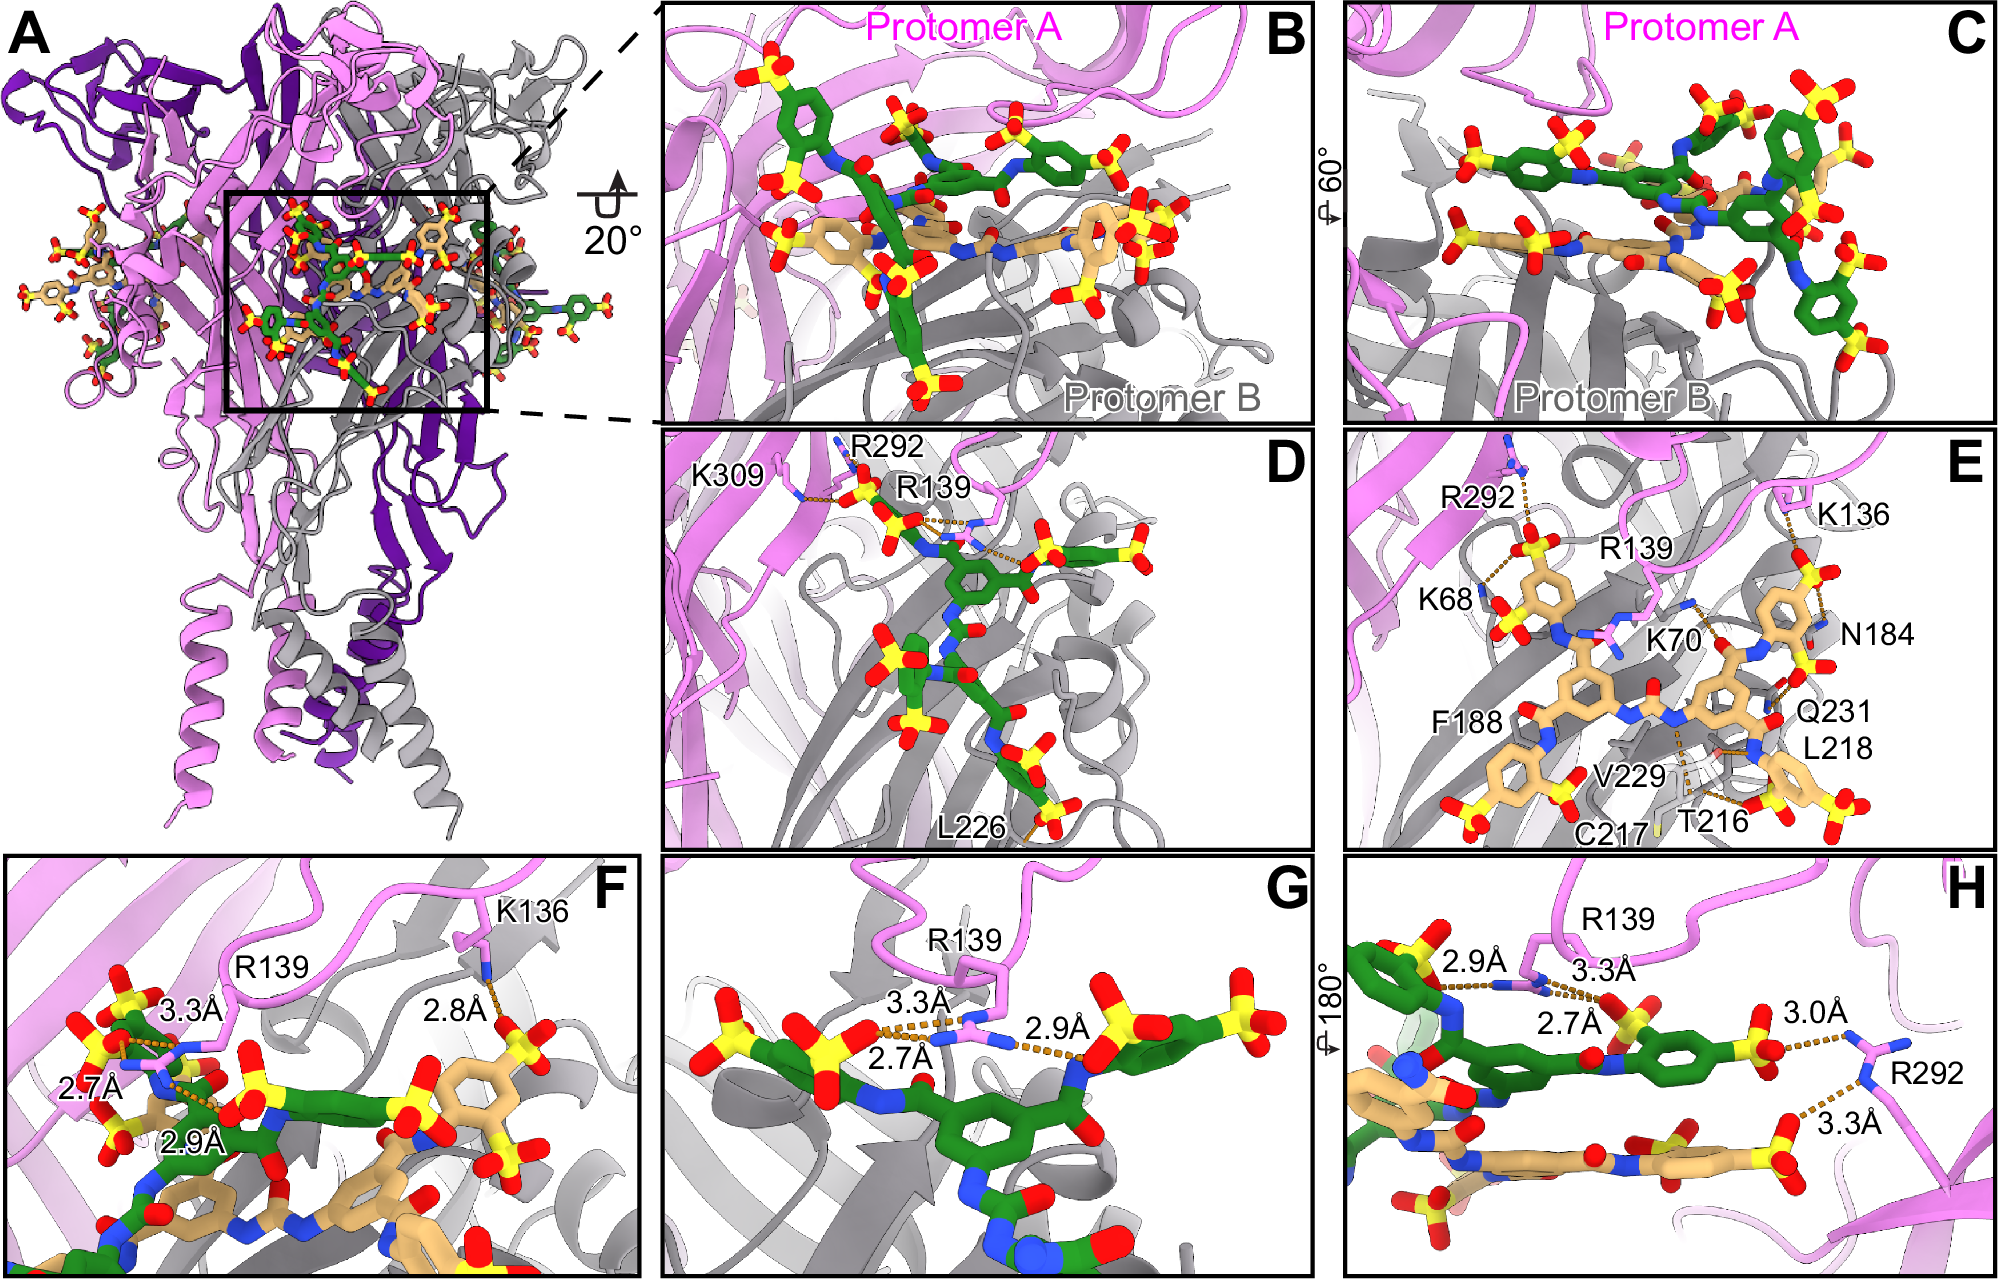 A
20°
Protomer A
B
Protomer B
60°
Protomer A
C
Protomer B
D
R292
K309
R139
L226
E
R292
K136
R139
K68
K70
N184
F188
Q231
L218
V229
C217
T216
F
K136
R139
3.3Å
2.8Å
2.7Å
2.9Å
G
R139
3.3Å
2.9Å
2.7Å
180°
H
R139
2.9Å
3.3Å
2.7Å
3.0Å
R292
3.3Å